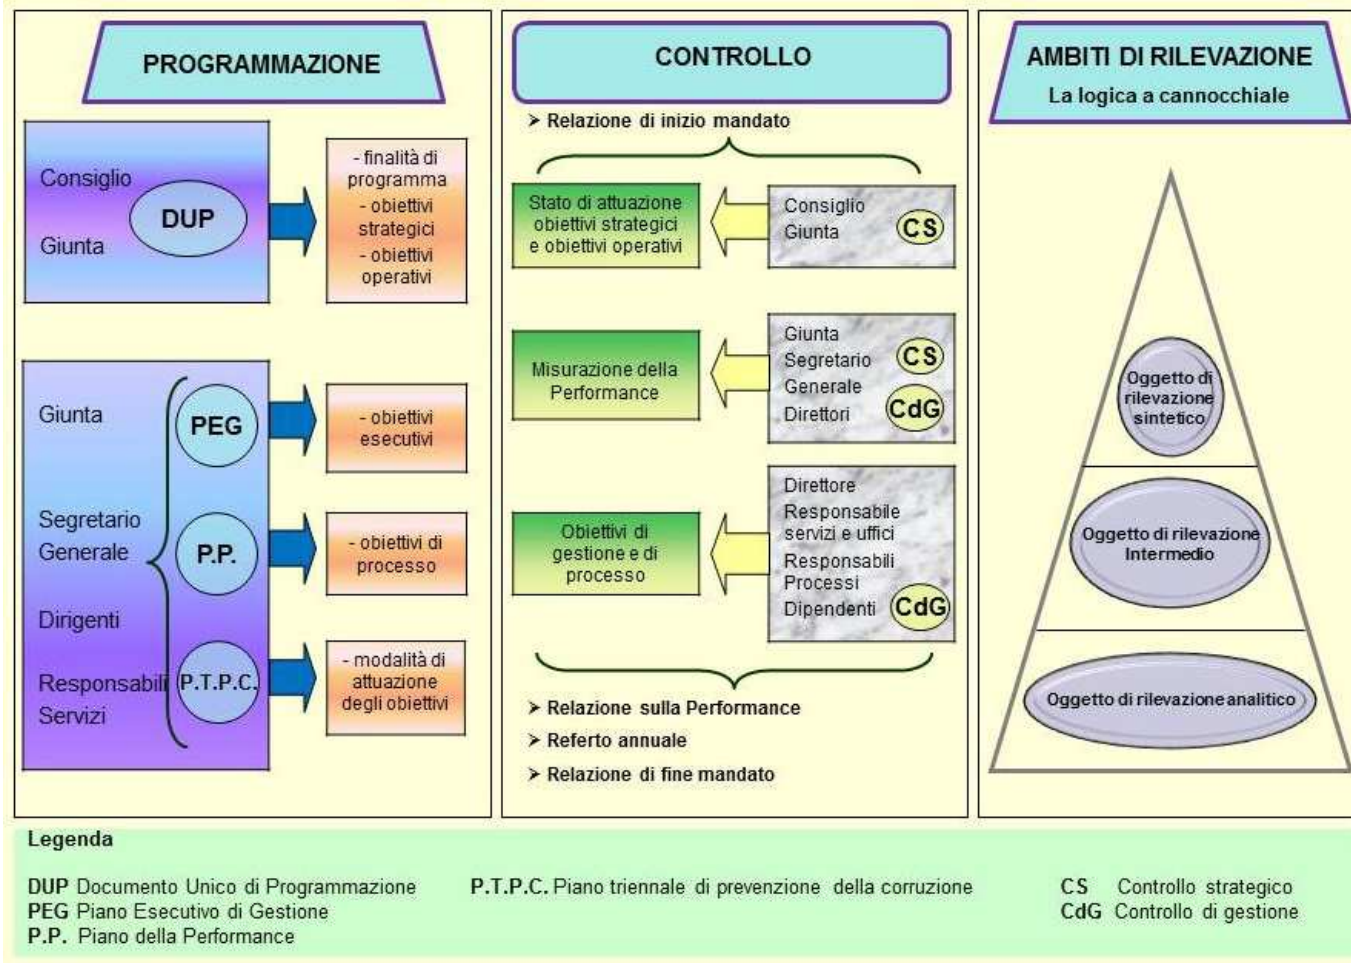 PROGRAMMAZIONE
Consiglio
DUP
Giunta
- finalità di
programma
- obiettivi
strategici
- obiettivi
operativi
Giunta
PEG
- obiettivi
esecutivi
Segretario
Generale
P.P.
- obiettivi di
processo
Dirigenti
Responsabili
Servizi
P.T.P.C.
- modalità di
attuazione
degli obiettivi
CONTROLLO
➢ Relazione di inizio mandato
Stato di attuazione
obiettivi strategici
e obiettivi operativi
Consiglio
Giunta
CS
Misurazione della
Performance
Giunta
Segretario
Generale
Direttori
CS
CdG
Obiettivi di
gestione e di
processo
Direttore
Responsabile
servizi e uffici
Responsabili
Processi
Dipendenti
CdG
➢ Relazione sulla Performance
➢ Referto annuale
➢ Relazione di fine mandato
AMBITI DI RILEVAZIONE
La logica a cannocchiale
Oggetto di
rilevazione
sintetico
Oggetto di rilevazione
Intermedio
Oggetto di rilevazione analitico
Legenda
DUP Documento Unico di Programmazione
PEG Piano Esecutivo di Gestione
P.P. Piano della Performance
P.T.P.C. Piano triennale di prevenzione della corruzione
CS Controllo strategico
CdG Controllo di gestione